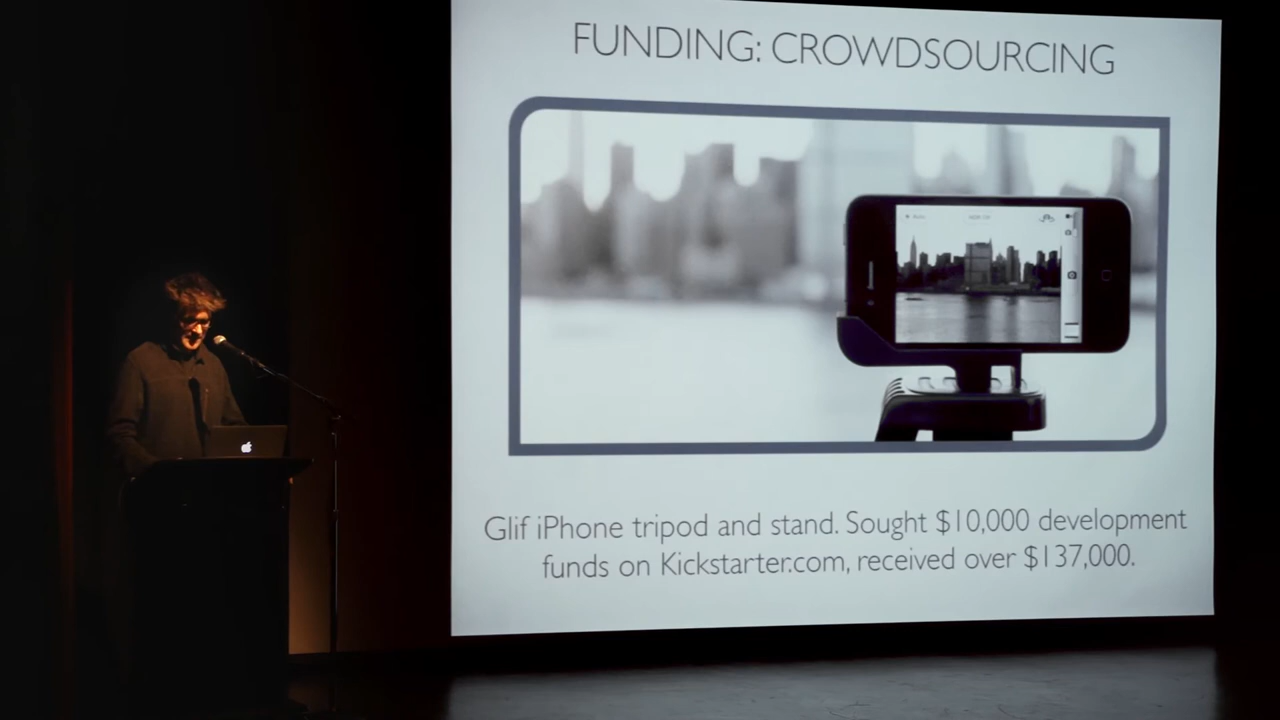 FUNDING: CROWDSOURCING
Glif iPhone tripod and stand. Sought $10,000 development
funds on Kickstarter.com, received over $137,000.